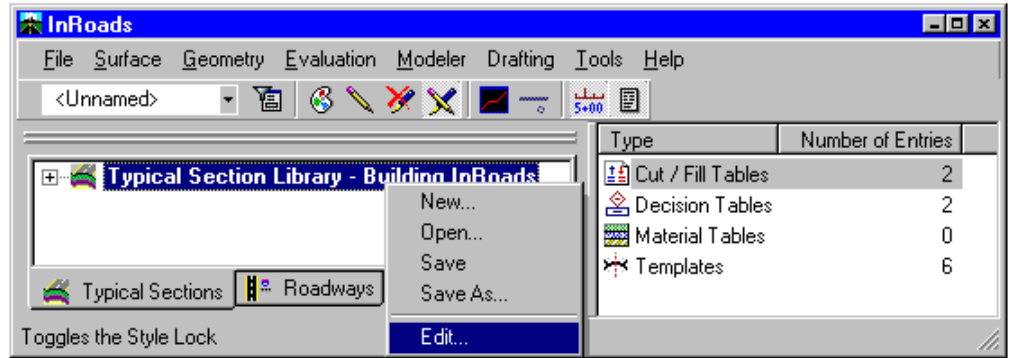 InRoads
File Surface Geometry Evaluation Modeler Drafting Tools Help
<Unnamed>
5+00
Typical Section Library - Building InRoads
New...
Open...
Save
Save As...
Edit...
Typical Sections Roadways
Toggles the Style Lock
Type Number of Entries
Cut / Fill Tables 2
Decision Tables 2
Material Tables 0
Templates 6